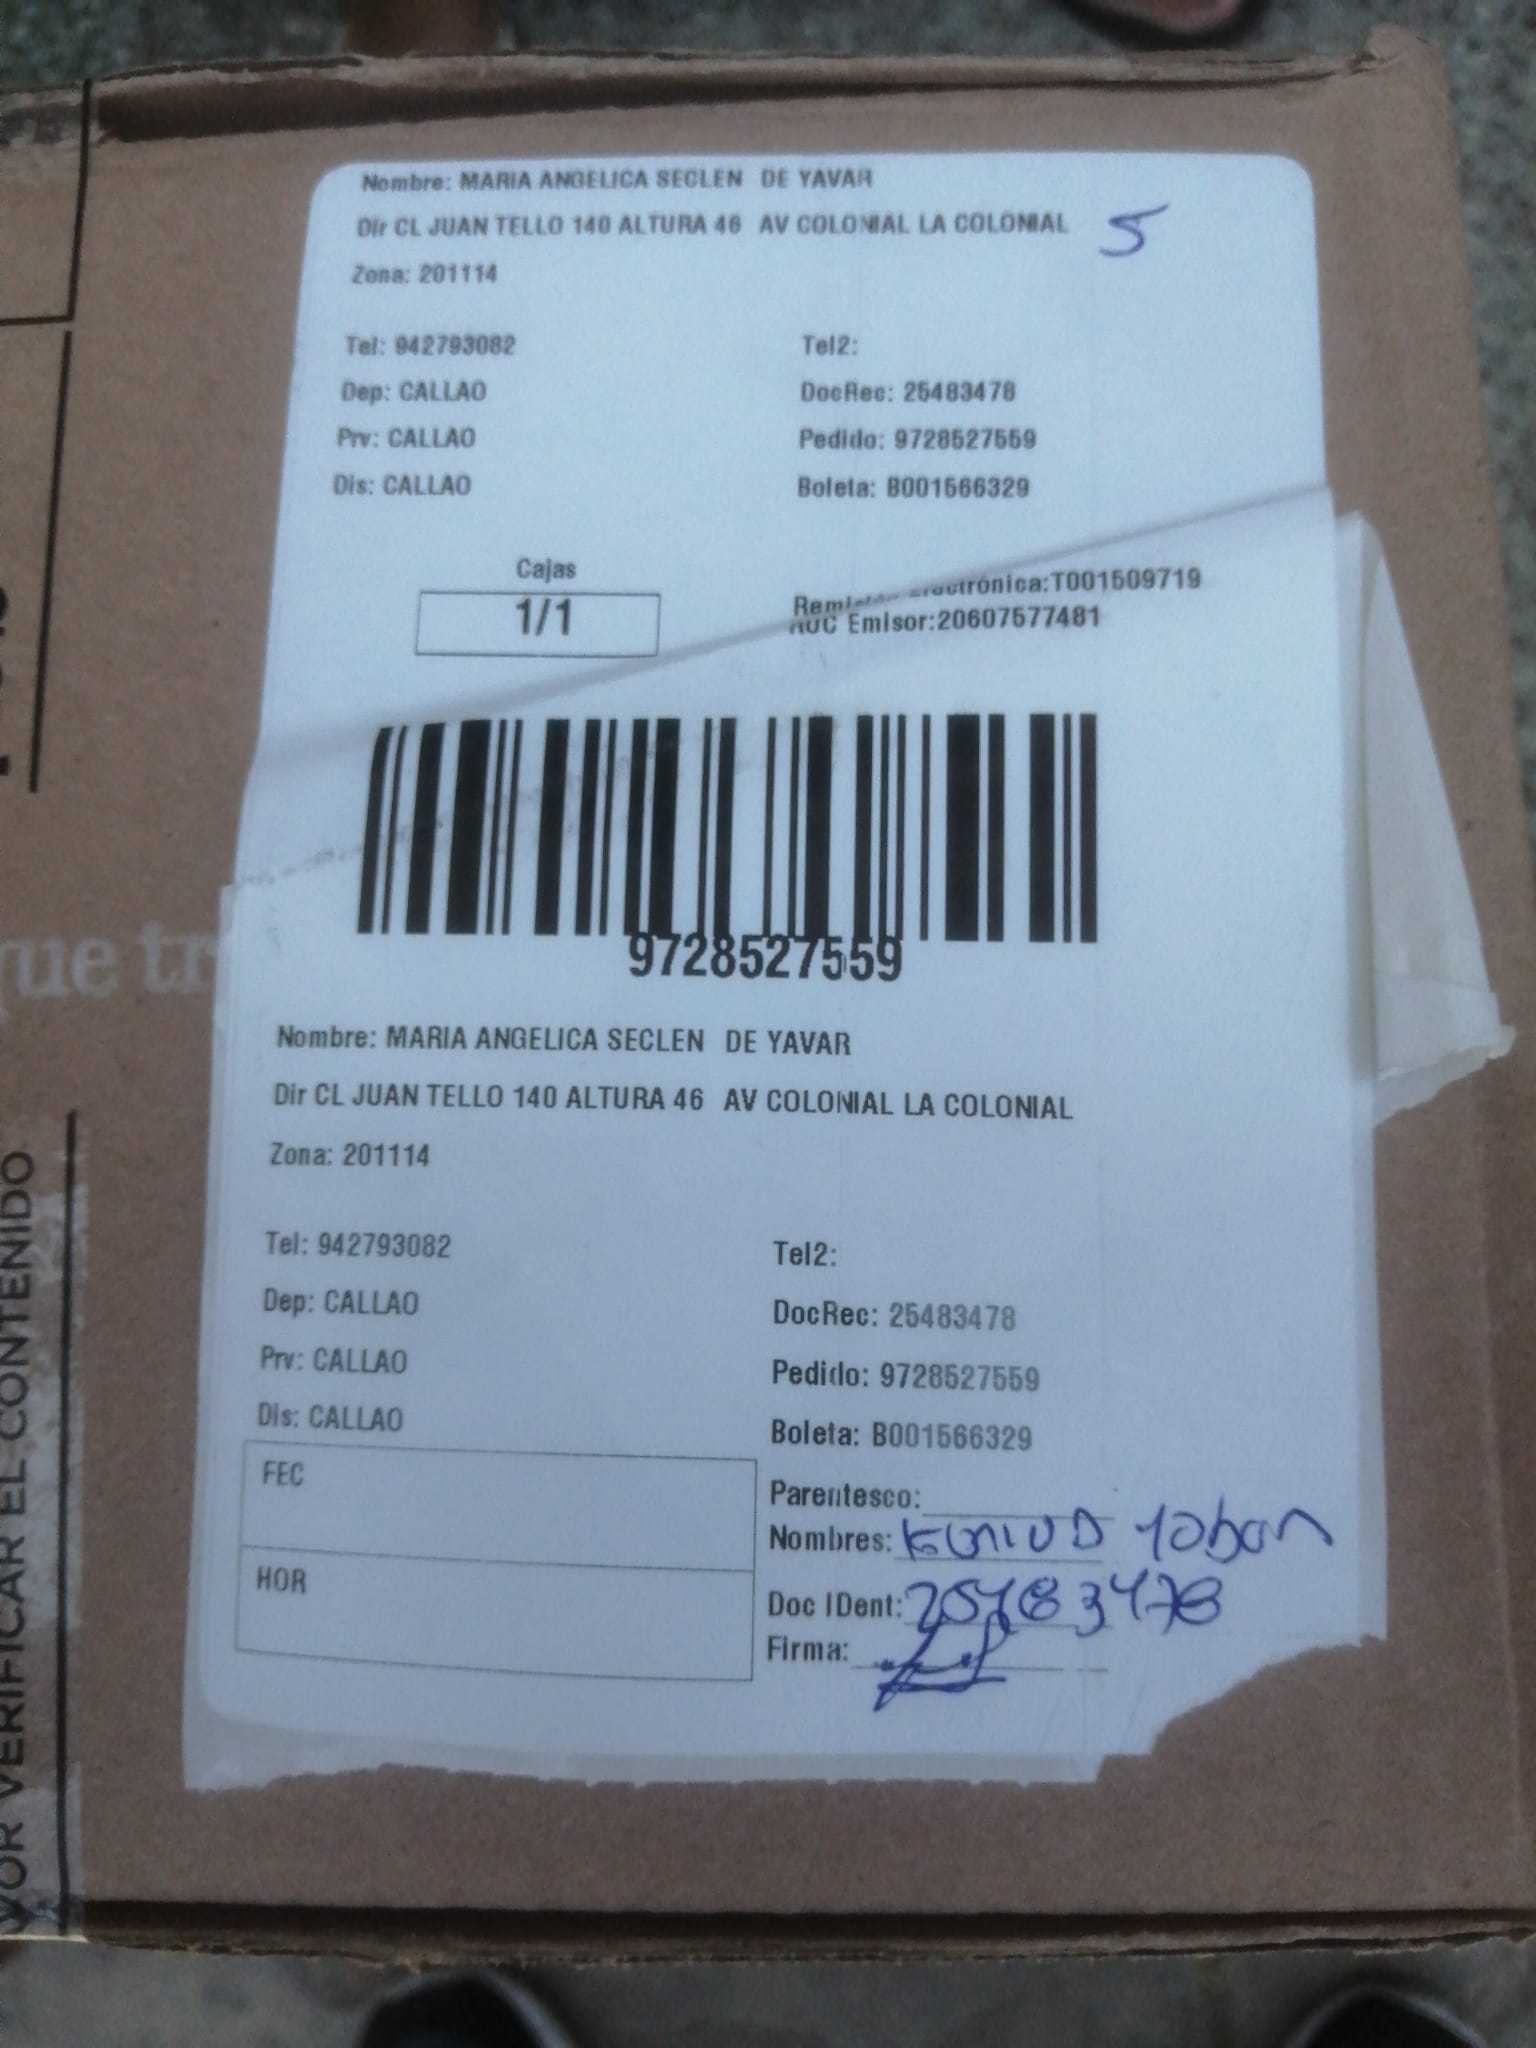 Nombre: MARIA ANGELICA SECLEN DE YAVAR
Dir CL JUAN TELLO 140 ALTURA 46 AV COLONIAL LA COLONIAL
5
Zona: 201114
Tel: 942793082
Tel2:
Dep: CALLAO
DocRec: 25483478
Prv: CALLAO
Pedido: 9728527559
Dis: CALLAO
Boleta: B001566329
Cajas
1/1
Electrónica:T001509719
RUC Emisor:20607577481
9728527559
que tr
Nombre: MARIA ANGELICA SECLEN DE YAVAR
Dir CL JUAN TELLO 140 ALTURA 46 AV COLONIAL LA COLONIAL
Zona: 201114
Tel: 942793082
Tel2:
Dep: CALLAO
DocRec: 25483478
Prv: CALLAO
Pedido: 9728527559
Dis: CALLAO
Boleta: B001566329
FEC
HOR
Parentesco:
Nombres:
Doc IDent: 25483478
Firma:
VOR VERIFICAR EL CONTENIDO